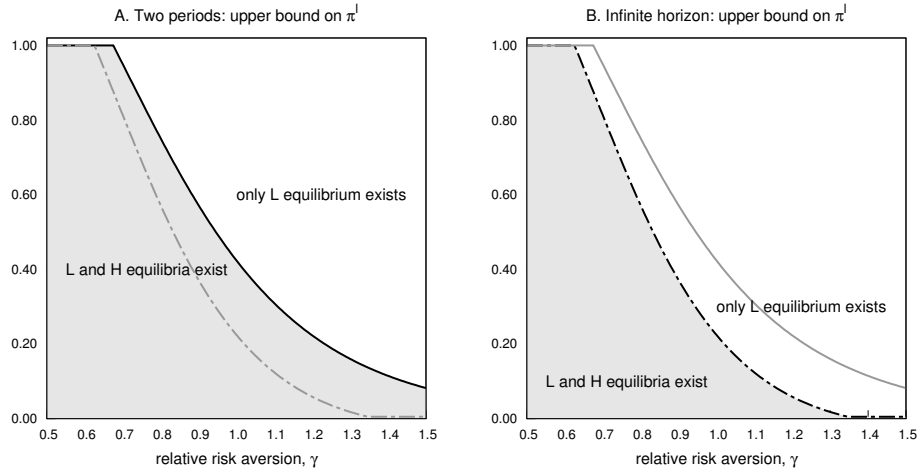 A. Two periods: upper bound on π^l
1.00
0.80
0.60
0.40
0.20
0.00
only L equilibrium exists
L and H equilibria exist
0.5 0.6 0.7 0.8 0.9 1.0 1.1 1.2 1.3 1.4 1.5
relative risk aversion, γ
B. Infinite horizon: upper bound on π^l
1.00
0.80
0.60
0.40
0.20
0.00
only L equilibrium exists
L and H equilibria exist
0.5 0.6 0.7 0.8 0.9 1.0 1.1 1.2 1.3 1.4 1.5
relative risk aversion, γ